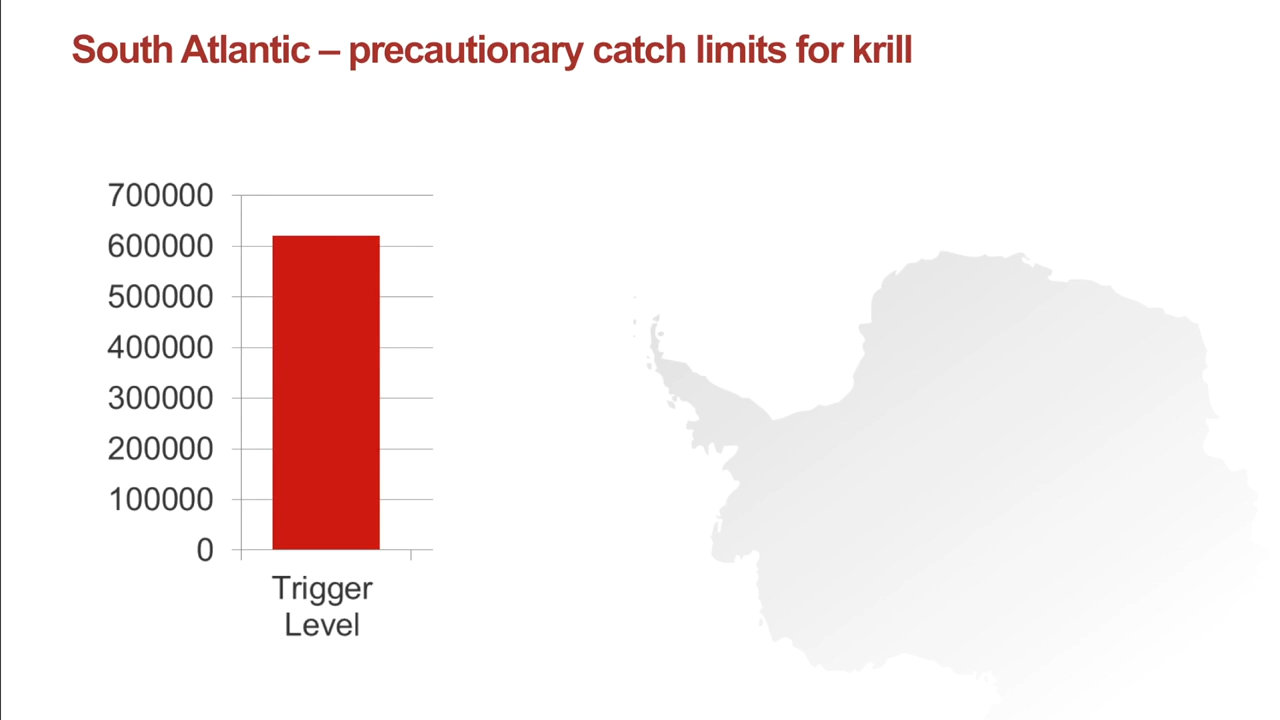 South Atlantic – precautionary catch limits for krill
700000
600000
500000
400000
300000
200000
100000
0
Trigger
Level